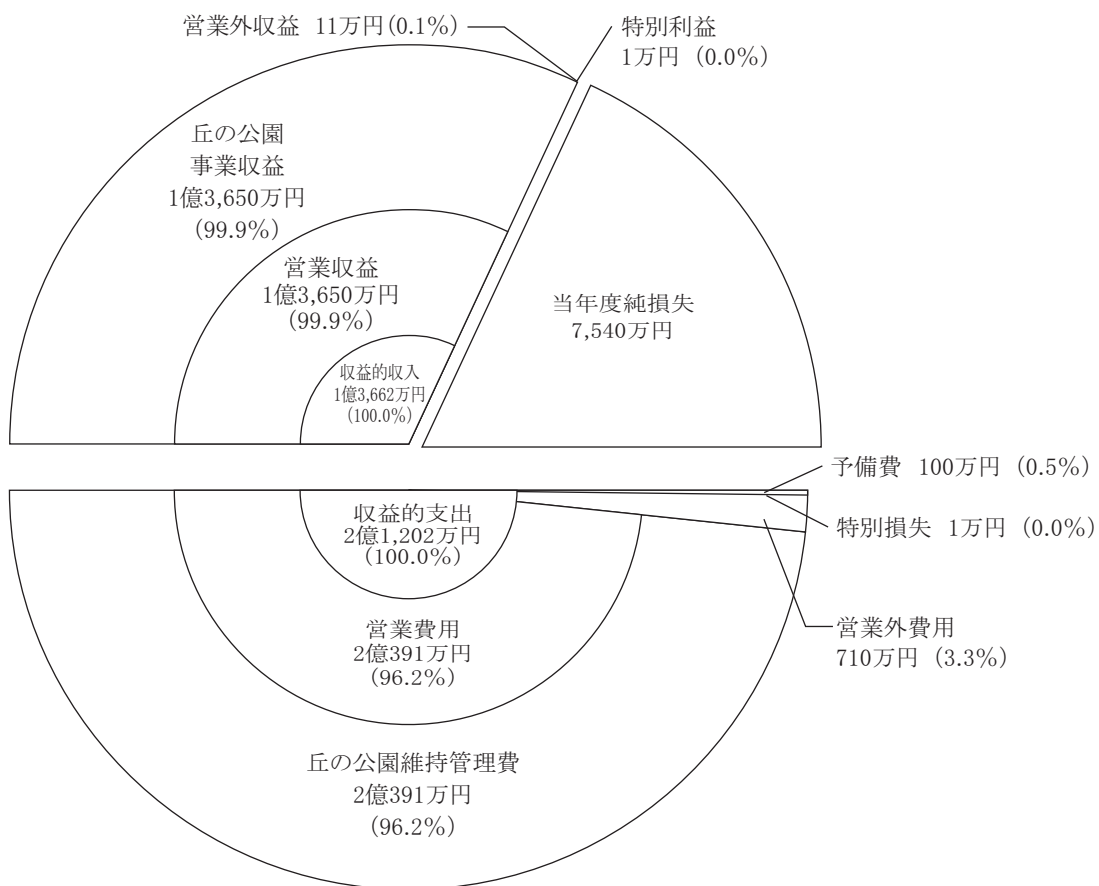 営業外収益 11万円(0.1%)
特別利益
1万円 (0.0%)
丘の公園
事業収益
1億3,650万円
(99.9%)
営業収益
1億3,650万円
(99.9%)
収益的収入
1億3,662万円
(100.0%)
当年度純損失
7,540万円
予備費 100万円 (0.5%)
特別損失 1万円 (0.0%)
営業外費用
710万円 (3.3%)
収益的支出
2億1,202万円
(100.0%)
営業費用
2億391万円
(96.2%)
丘の公園維持管理費
2億391万円
(96.2%)